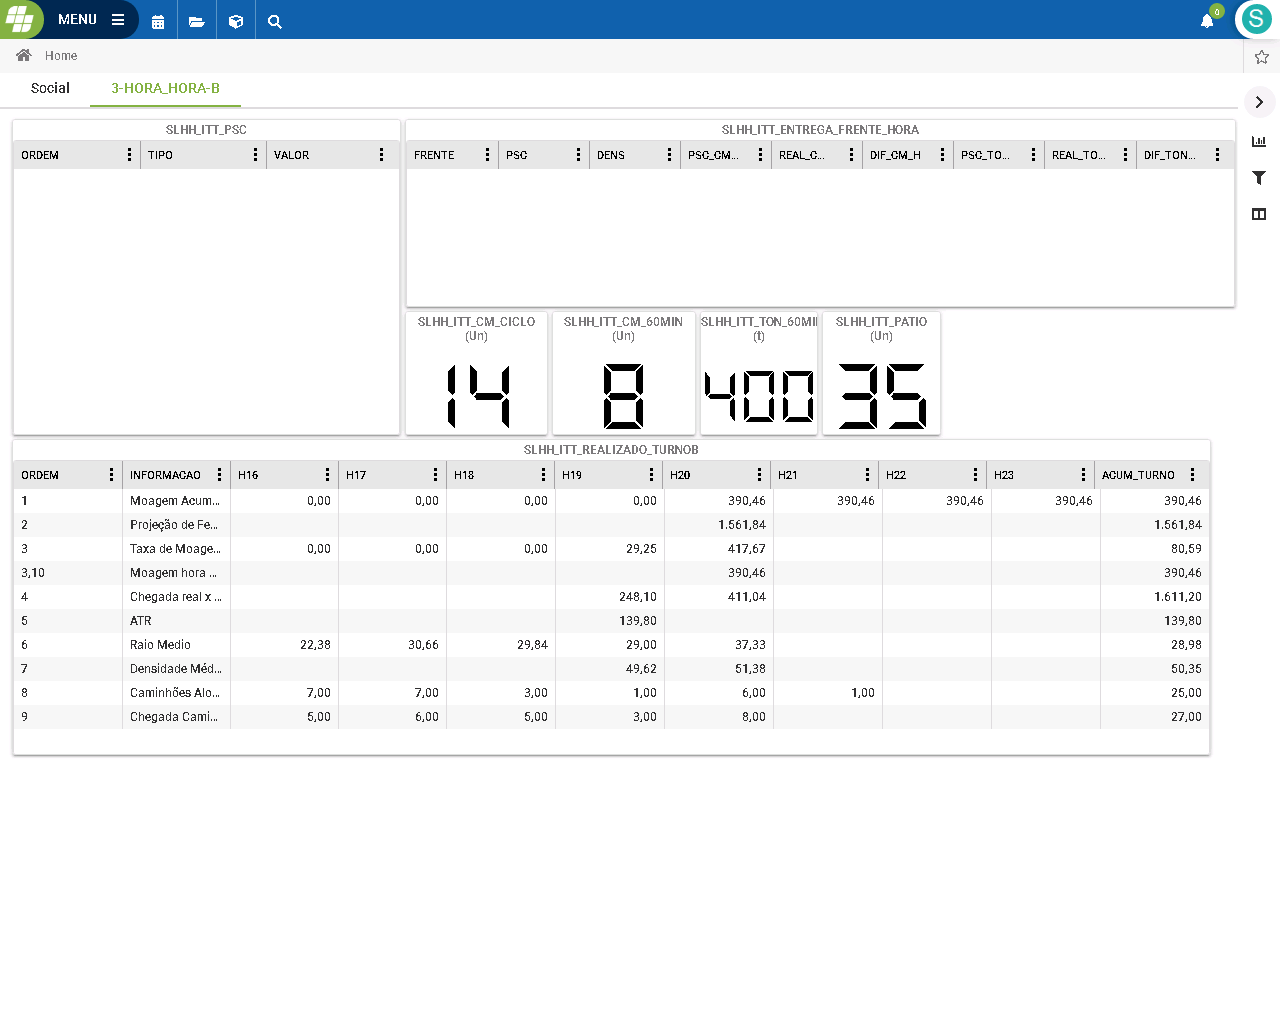 MENU
0
S
Home
Social 3-HORA_HORA-B
SLHH_ITT_PSC
ORDEM TIPO VALOR
SLHH_ITT_ENTREGA_FRENTE_HORA
FRENTE PSC DENS PSC_CM... REAL_C... DIF_CM_H PSC_TO... REAL_TO... DIF_TON...
SLHH_ITT_CM_CICLO
(Un)
14
SLHH_ITT_CM_60MIN
(Un)
8
SLHH_ITT_TON_60MI
(t)
400
SLHH_ITT_PATIO
(Un)
35
SLHH_ITT_REALIZADO_TURNOB
ORDEM INFORMACAO H16 H17 H18 H19 H20 H21 H22 H23 ACUM_TURNO
1 Moagem Acum... 0,00 0,00 0,00 0,00 390,46 390,46 390,46 390,46 390,46
2 Projeção de Fe... 1.561,84 1.561,84
3 Taxa de Moage... 0,00 0,00 0,00 29,25 417,67 80,59
3,10 Moagem hora ... 390,46 390,46
4 Chegada real x ... 248,10 411,04 1.611,20
5 ATR 139,80 139,80
6 Raio Medio 22,38 30,66 29,84 29,00 37,33 28,98
7 Densidade Méd... 49,62 51,38 50,35
8 Caminhões Alo... 7,00 7,00 3,00 1,00 6,00 1,00 25,00
9 Chegada Cami... 5,00 6,00 5,00 3,00 8,00 27,00